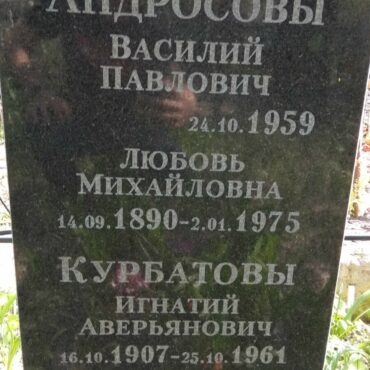 АНДРОСОВЫ
ВАСИЛИЙ
ПАВЛОВИЧ
24.10.1959
ЛЮБОВЬ
МИХАЙЛОВНА
14.09.1890-2.01.1975
КУРБАТОВЫ
ИГНАТИЙ
АВЕРЬЯНОВИЧ
16.10.1907-25.10.1961